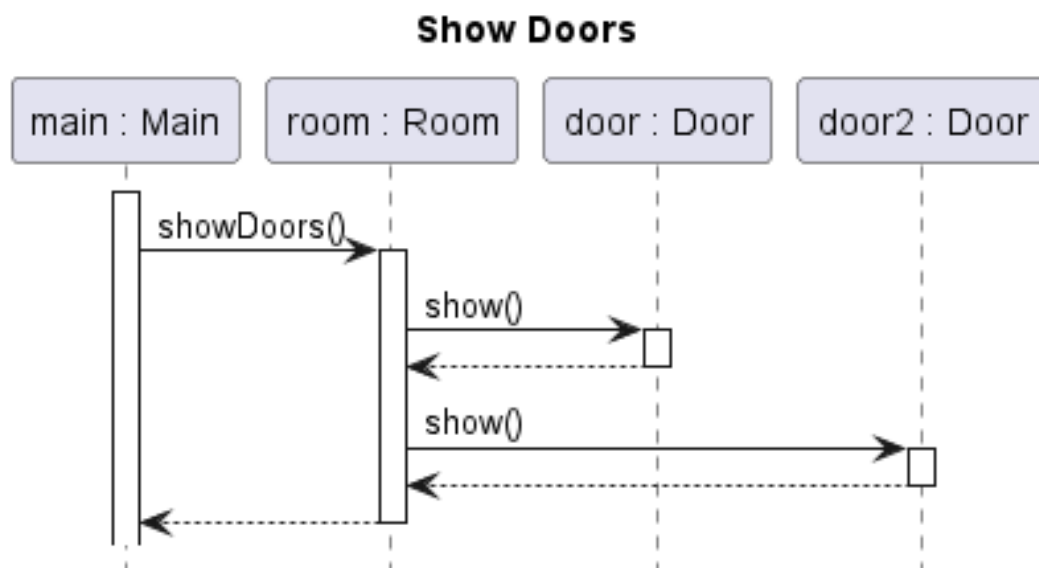 Show Doors
main : Main
room : Room
door : Door
door2 : Door
showDoors()
show()
show()